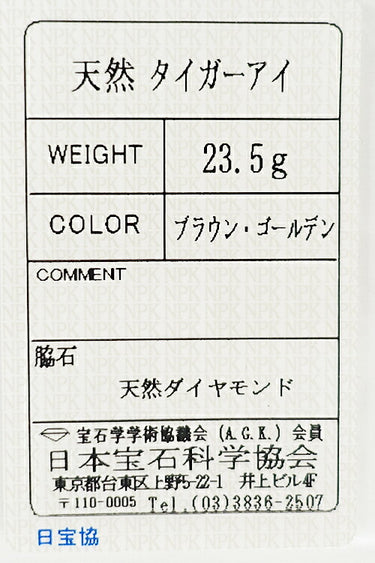 天然 タイガーアイ
WEIGHT 23.5g
COLOR ブラウン・ゴールデン
COMMENT
脇石
天然ダイヤモンド
宝石学学術協議会 (A.G.K.) 会員
日本宝石科学協会
東京都台東区上野5-22-1 井上ビル4F
〒110-0005 Tel.(03)3836-2507
日宝協